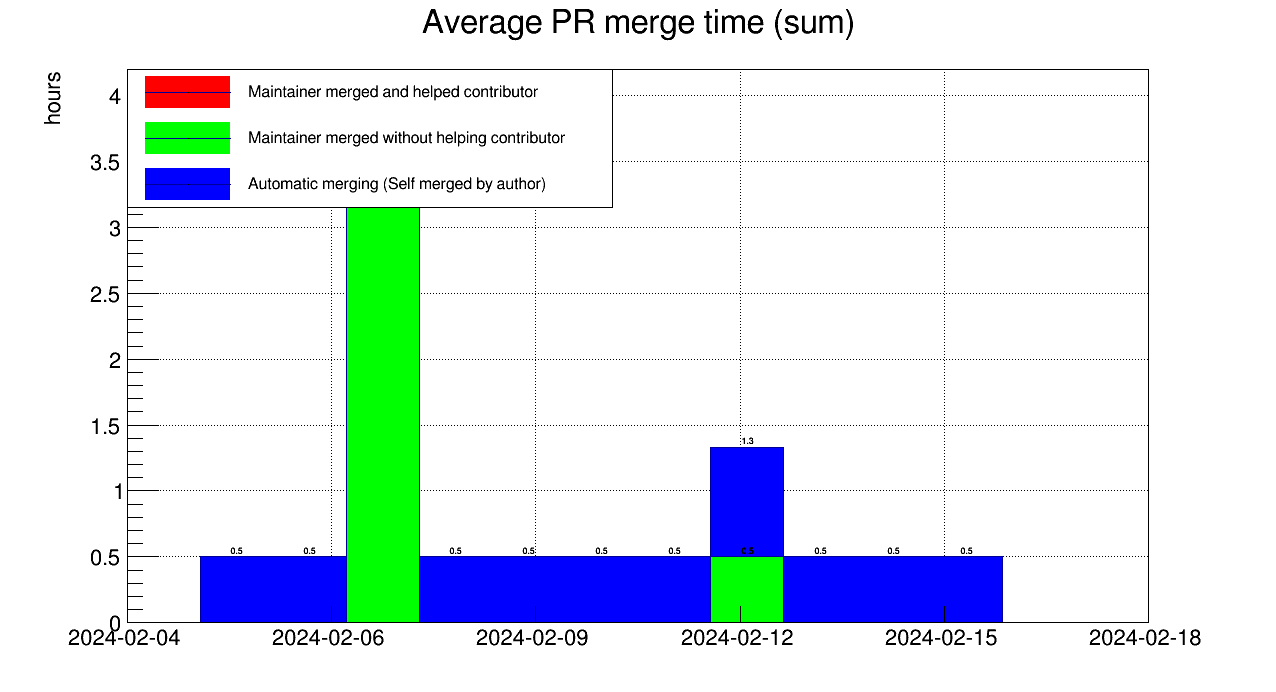 Average PR merge time (sum)
hours
Maintainer merged and helped contributor
Maintainer merged without helping contributor
Automatic merging (Self merged by author)
4
3.5
3
2.5
2
1.5
1
0.5
0
1.3
0.5 0.5 0.5 0.5 0.5 0.5 0.5 0.5 0.5 0.5
2024-02-04 2024-02-06 2024-02-09 2024-02-12 2024-02-15 2024-02-18